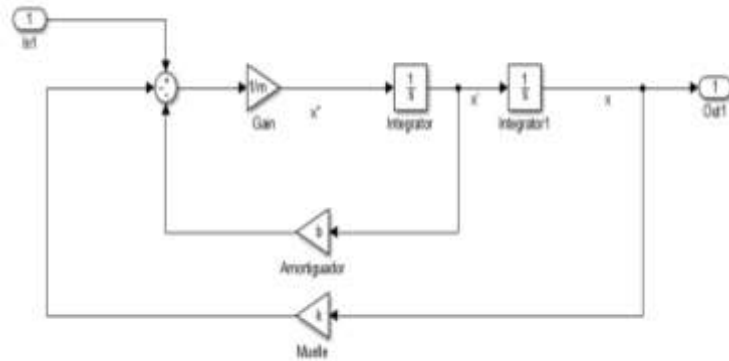 1
In1
1/m
Gain
x''
1
s
Integrator
x'
1
s
Integrator1
x
1
Out1
b
Amortiguador
k
Muelle